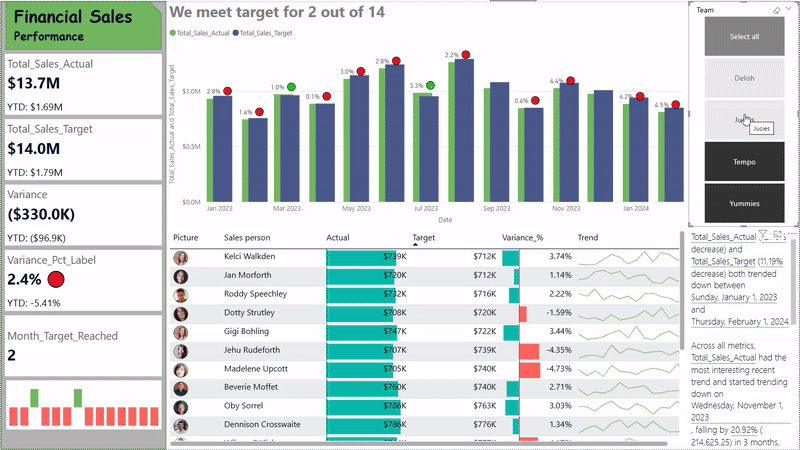 Financial Sales
Performance
Total_Sales_Actual
$13.7M
YTD: $1.69M
Total_Sales_Target
$14.0M
YTD: $1.79M
Variance
($330.0K)
YTD: ($96.9K)
Variance_Pct_Label
2.4%
YTD: -5.41%
Month_Target_Reached
2
We meet target for 2 out of 14
Total_Sales_Actual Total_Sales_Target
Total_Sales_Actual and Total_Sales_Target
$1.0M
$0.5M
$0.0M
2.8% 1.4% 1.0% 0.1% 3.0% 2.8% 3.3% 2.2% 0.4% 4.4% 6.2% 4.5%
Jan 2023 Mar 2023 May 2023 Jul 2023 Sep 2023 Nov 2023 Jan 2024
Date
Picture Sales person Actual Target Variance_% Trend
Kelci Walkden $739K $712K 3.74%
Jan Morforth $720K $712K 1.14%
Roddy Speechley $732K $716K 2.22%
Dotty Strutley $708K $720K -1.59%
Gigi Bohling $747K $722K 3.44%
Jehu Rudeforth $707K $739K -4.35%
Madelene Upcott $705K $740K -4.73%
Beverie Moffet $760K $740K 2.71%
Oby Sorrel $786K $763K 3.03%
Dennison Crosswaite $786K $776K 1.34%
Team
Select all
Delish
Jucies
Tempo
Yummies
Total_Sales_Actual
decrease) and
Total_Sales_Target (11.19%
decrease) both trended
down between
Sunday, January 1, 2023
and
Thursday, February 1, 2024.
Across all metrics,
Total_Sales_Actual had the
most interesting recent
trend and started trending
down on
Wednesday, November 1,
2023
, falling by 20.92% (
214,625.25) in 3 months.